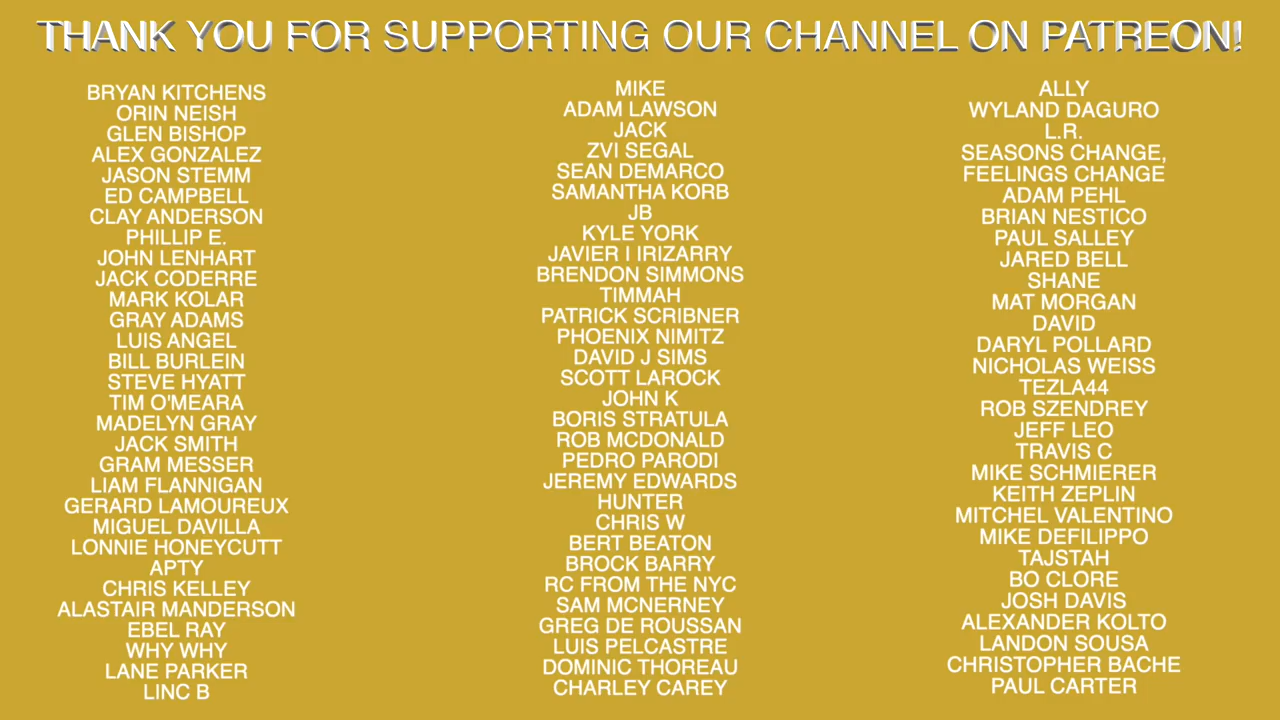 THANK YOU FOR SUPPORTING OUR CHANNEL ON PATREON!
BRYAN KITCHENS
ORIN NEISH
GLEN BISHOP
ALEX GONZALEZ
JASON STEMM
ED CAMPBELL
CLAY ANDERSON
PHILLIP E.
JOHN LENHART
JACK CODERRE
MARK KOLAR
GRAY ADAMS
LUIS ANGEL
BILL BURLEIN
STEVE HYATT
TIM O'MEARA
MADELYN GRAY
JACK SMITH
GRAM MESSER
LIAM FLANNIGAN
GERARD LAMOUREUX
MIGUEL DAVILLA
LONNIE HONEYCUTT
APTY
CHRIS KELLEY
ALASTAIR MANDERSON
EBEL RAY
WHY WHY
LANE PARKER
LINC B
MIKE
ADAM LAWSON
JACK
ZVI SEGAL
SEAN DEMARCO
SAMANTHA KORB
JB
KYLE YORK
JAVIER I IRIZARRY
BRENDON SIMMONS
TIMMAH
PATRICK SCRIBNER
PHOENIX NIMITZ
DAVID J SIMS
SCOTT LAROCK
JOHN K
BORIS STRATULA
ROB MCDONALD
PEDRO PARODI
JEREMY EDWARDS
HUNTER
CHRIS W
BERT BEATON
BROCK BARRY
RC FROM THE NYC
SAM MCNERNEY
GREG DE ROUSSAN
LUIS PELCASTRE
DOMINIC THOREAU
CHARLEY CAREY
ALLY
WYLAND DAGURO
L.R.
SEASONS CHANGE,
FEELINGS CHANGE
ADAM PEHL
BRIAN NESTICO
PAUL SALLEY
JARED BELL
SHANE
MAT MORGAN
DAVID
DARYL POLLARD
NICHOLAS WEISS
TEZLA44
ROB SZENDREY
JEFF LEO
TRAVIS C
MIKE SCHMIERER
KEITH ZEPLIN
MITCHEL VALENTINO
MIKE DEFILIPPO
TAJSTAH
BO CLORE
JOSH DAVIS
ALEXANDER KOLTO
LANDON SOUSA
CHRISTOPHER BACHE
PAUL CARTER